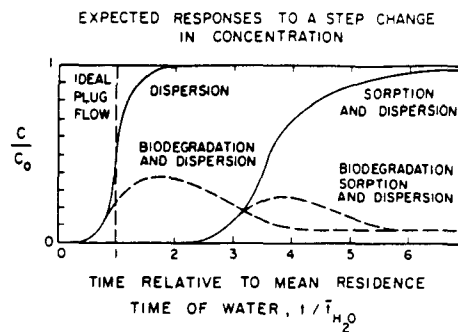 EXPECTED RESPONSES TO A STEP CHANGE
IN CONCENTRATION
1
IDEAL
PLUG
FLOW
DISPERSION
SORPTION
AND DISPERSION
BIODEGRADATION
AND DISPERSION
BIODEGRADATION
SORPTION
AND DISPERSION
C
C₀
0
0 1 2 3 4 5 6
TIME RELATIVE TO MEAN RESIDENCE
TIME OF WATER, t/t̄H₂O